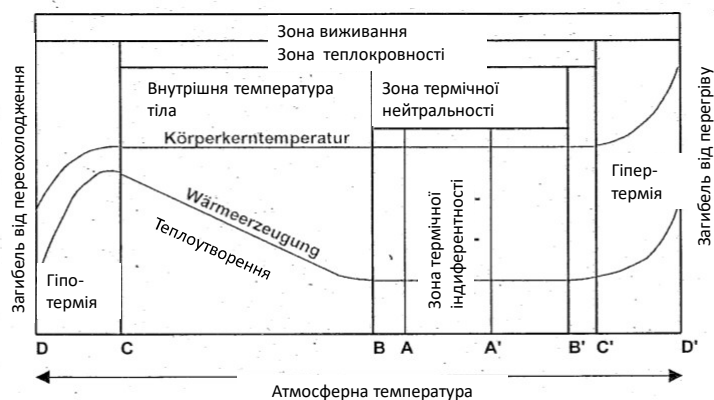 Зона виживання
Зона теплокровності
Внутрішня температура
тіла
Зона термічної
нейтральності
Körperkerntemperatur
Wärmeerzeugung
Теплоутворення
Зона термічної
індиферентності
Гіпо-
термія
Гіпер-
термія
Загибель від переохолодження
Загибель від перегріву
D C B A A' B' C' D'
Атмосферна температура